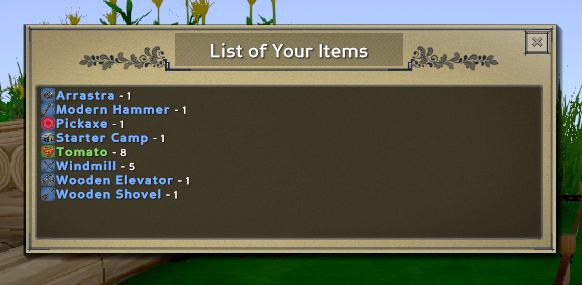 List of Your Items
Arrastra - 1
Modern Hammer - 1
Pickaxe - 1
Starter Camp - 1
Tomato - 8
Windmill - 5
Wooden Elevator - 1
Wooden Shovel - 1